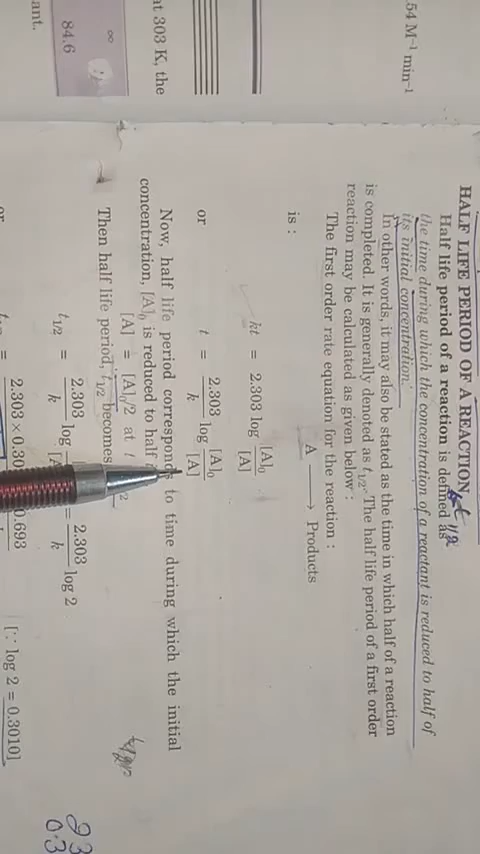 .54 M⁻¹ min⁻¹
at 303 K, the
∞
84.6
ant.
HALF LIFE PERIOD OF A REACTION, t 1/2
Half life period of a reaction is defined as
the time during which the concentration of a reactant is reduced to half of
its initial concentration.
In other words, it may also be stated as the time in which half of a reaction
is completed. It is generally denoted as t1/2. The half life period of a first order
reaction may be calculated as given below :
The first order rate equation for the reaction :
A ⟶ Products
is :
kt = 2.303 log [A]0/[A]
or t = 2.303/k log [A]0/[A]
Now, half life period corresponds to time during which the initial
concentration, [A]0 is reduced to half
[A] = [A]0/2 at t
Then half life period, t1/2 becomes
t1/2 = 2.303/k log = 2.303/k log 2
or = 2.303 × 0.30 0.693 [∵ log 2 = 0.3010]